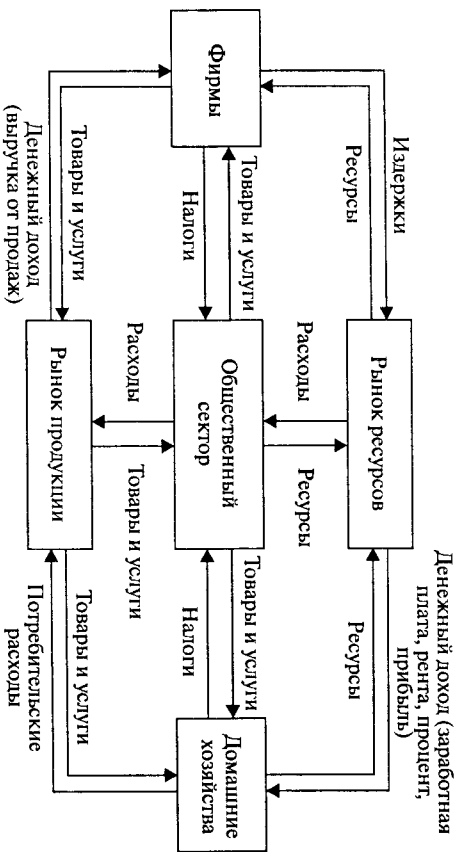 Издержки
Ресурсы
Рынок ресурсов
Денежный доход (заработная
плата, рента, процент,
прибыль)
Ресурсы
Расходы
Ресурсы
Фирмы
Товары и услуги
Налоги
Общественный
сектор
Товары и услуги
Налоги
Домашние
хозяйства
Расходы
Товары и услуги
Товары и услуги
Денежный доход
(выручка от продаж)
Рынок продукции
Товары и услуги
Потребительские
расходы